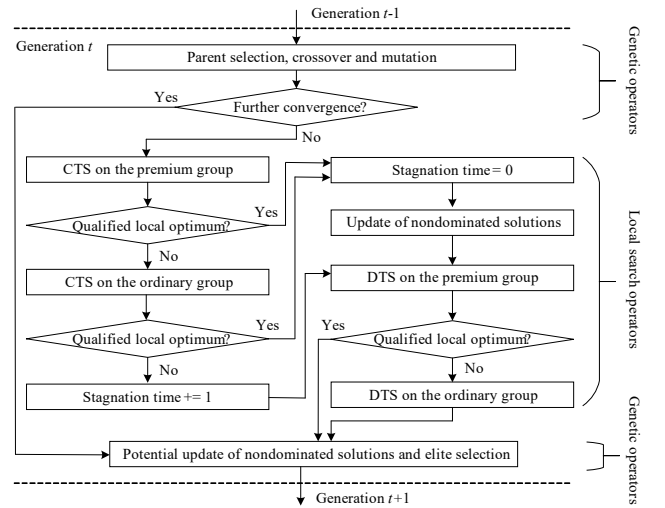 Generation t-1
Generation t
Parent selection, crossover and mutation
Genetic operators
Yes
Further convergence?
No
CTS on the premium group
Stagnation time = 0
Yes
Qualified local optimum?
Update of nondominated solutions
No
CTS on the ordinary group
DTS on the premium group
Local search operators
Yes
Yes
Qualified local optimum?
Qualified local optimum?
No
No
Stagnation time += 1
DTS on the ordinary group
Potential update of nondominated solutions and elite selection
Genetic operators
Generation t+1